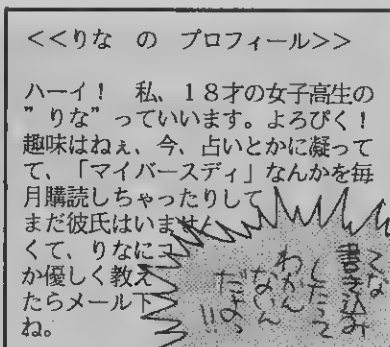 <<りな の プロフィール>>
ハーイ！ 私、１８才の女子高生の
”りな”っていいます。よろぴく！
趣味はねぇ、今、占いとかに凝って
て、「マイバースディ」なんかを毎
月購読しちゃったりして
まだ彼氏はいません
くて、りなにコ
か優しく教え
たらメール下
ね。
こな
書き込み
したって
わかん
ないん
だよっ
!!